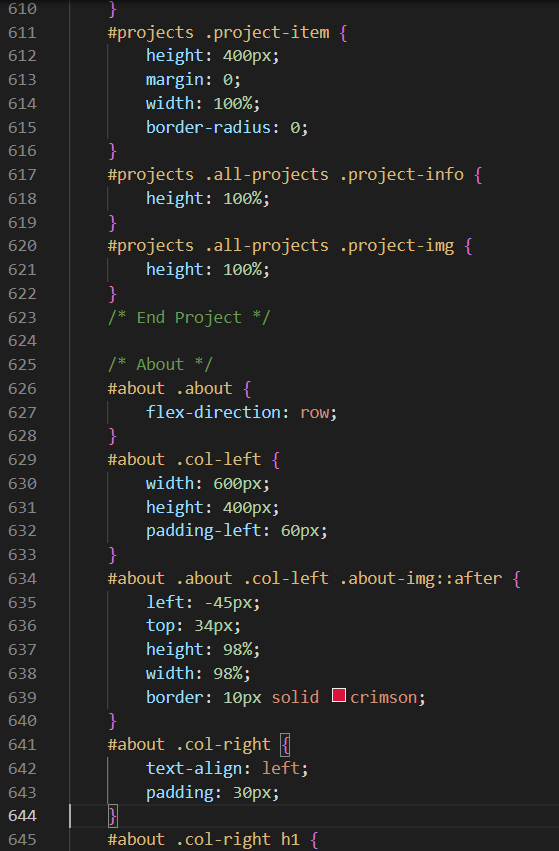 610 }
611 #projects .project-item {
612 height: 400px;
613 margin: 0;
614 width: 100%;
615 border-radius: 0;
616 }
617 #projects .all-projects .project-info {
618 height: 100%;
619 }
620 #projects .all-projects .project-img {
621 height: 100%;
622 }
623 /* End Project */
624
625 /* About */
626 #about .about {
627 flex-direction: row;
628 }
629 #about .col-left {
630 width: 600px;
631 height: 400px;
632 padding-left: 60px;
633 }
634 #about .about .col-left .about-img::after {
635 left: -45px;
636 top: 34px;
637 height: 98%;
638 width: 98%;
639 border: 10px solid crimson;
640 }
641 #about .col-right {
642 text-align: left;
643 padding: 30px;
644 }
645 #about .col-right h1 {